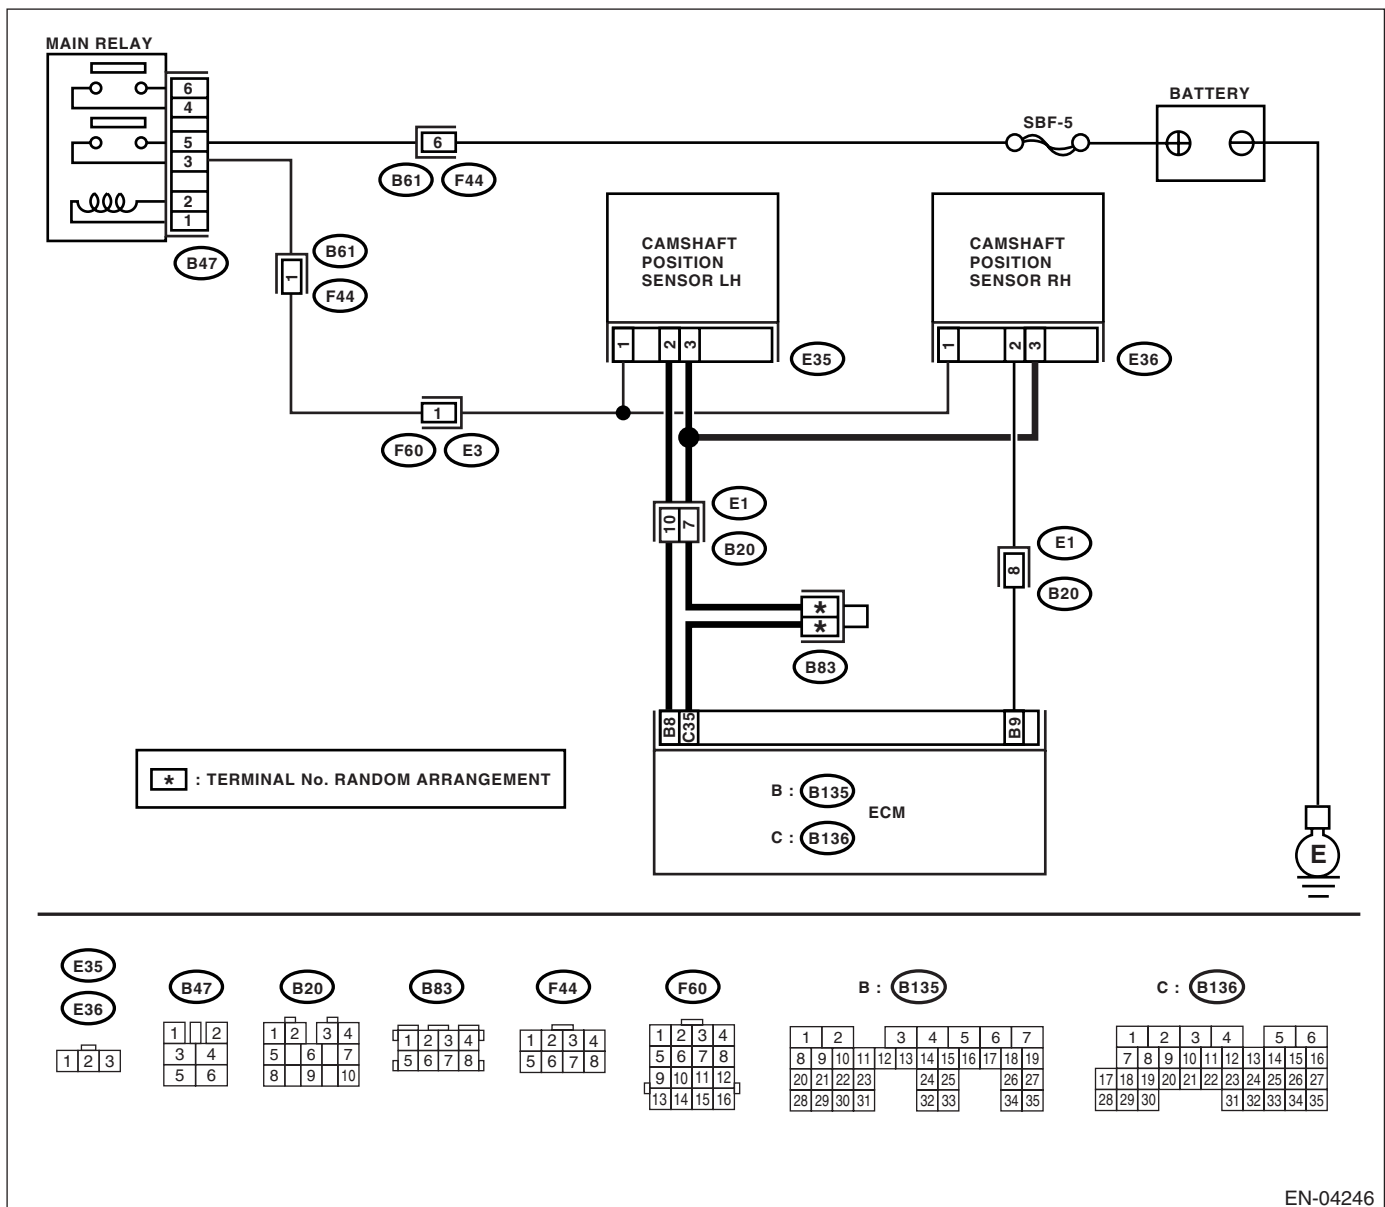 MAIN RELAY
6
4
5
3
2
1
B47
6
B61 F44
SBF-5
BATTERY
1
B61
F44
CAMSHAFT
POSITION
SENSOR LH
1 2 3
E35
CAMSHAFT
POSITION
SENSOR RH
1 2 3
E36
1
F60 E3
10 7
E1
B20
8
E1
B20
*
*
B83
B8 C35 B9
B : B135
ECM
C : B136
* : TERMINAL No. RANDOM ARRANGEMENT
E
E35
E36
1 2 3
B47
1 2
3 4
5 6
B20
1 2 3 4
5 6 7
8 9 10
B83
1 2 3 4
5 6 7 8
F44
1 2 3 4
5 6 7 8
F60
1 2 3 4
5 6 7 8
9 10 11 12
13 14 15 16
B : B135
1 2 3 4 5 6 7
8 9 10 11 12 13 14 15 16 17 18 19
20 21 22 23 24 25 26 27
28 29 30 31 32 33 34 35
C : B136
1 2 3 4 5 6
7 8 9 10 11 12 13 14 15 16
17 18 19 20 21 22 23 24 25 26 27
28 29 30 31 32 33 34 35
EN-04246